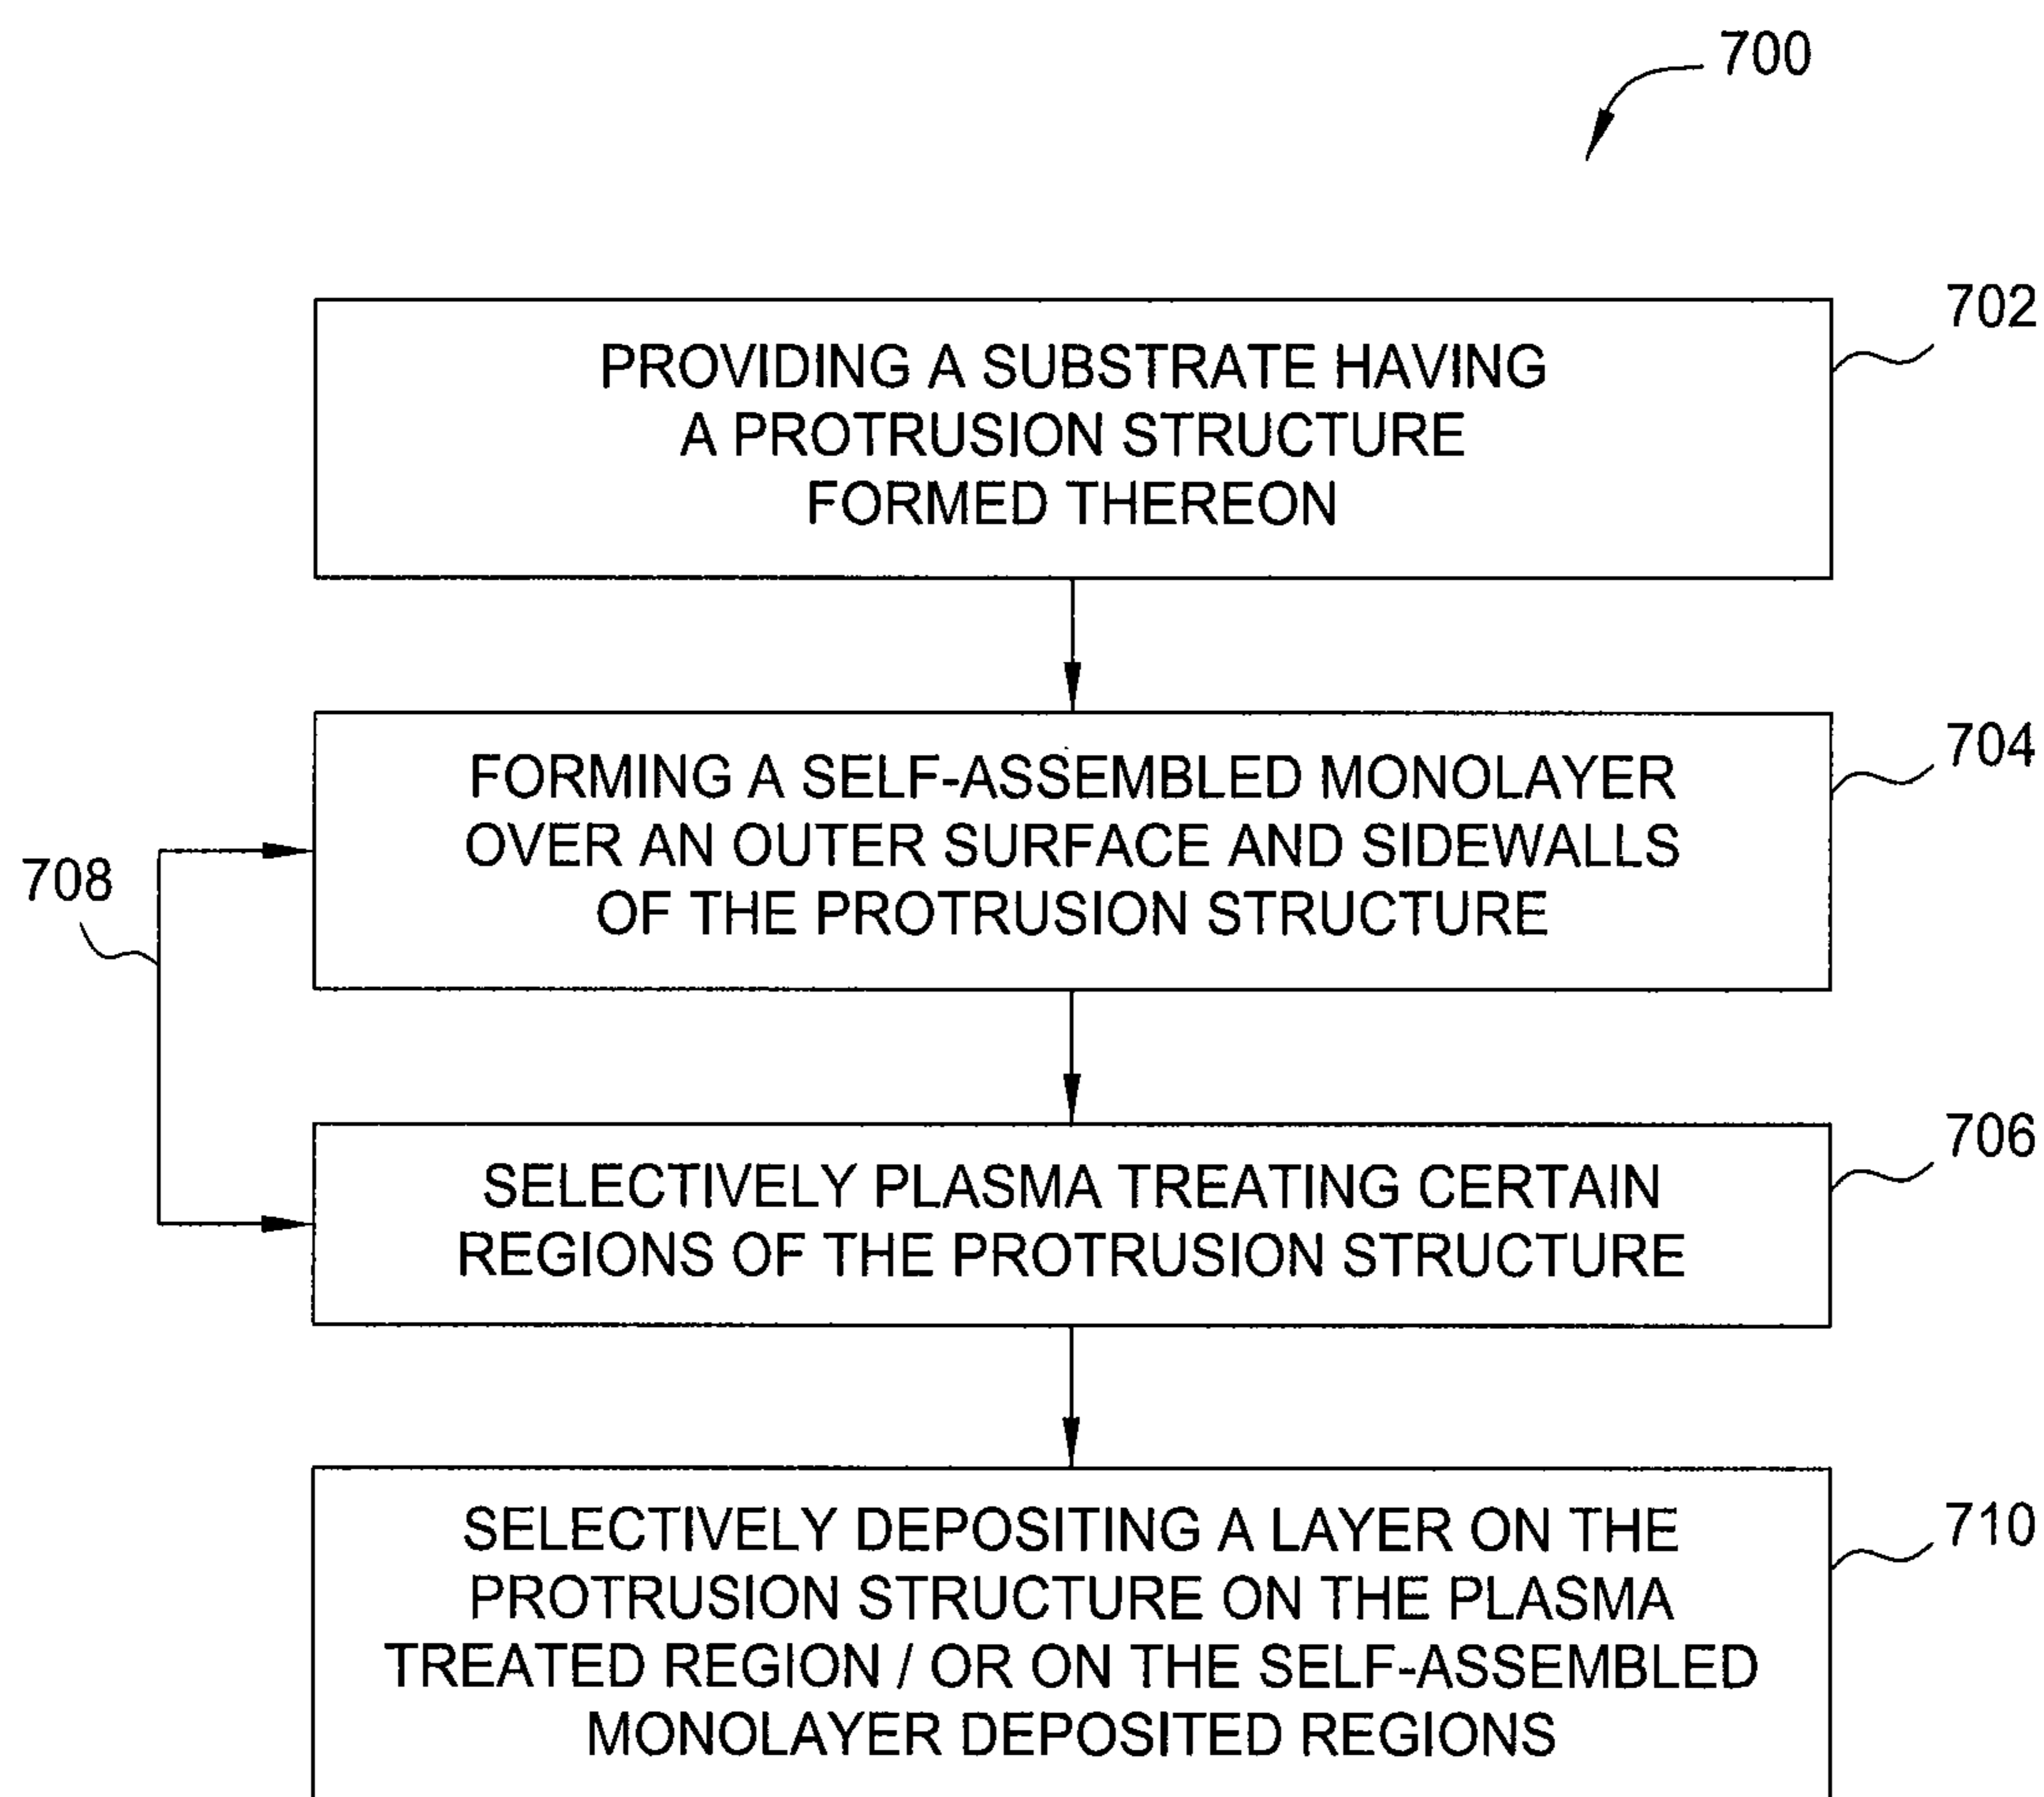 700
702
PROVIDING A SUBSTRATE HAVING
A PROTRUSION STRUCTURE
FORMED THEREON
704
FORMING A SELF-ASSEMBLED MONOLAYER
OVER AN OUTER SURFACE AND SIDEWALLS
OF THE PROTRUSION STRUCTURE
708
706
SELECTIVELY PLASMA TREATING CERTAIN
REGIONS OF THE PROTRUSION STRUCTURE
710
SELECTIVELY DEPOSITING A LAYER ON THE
PROTRUSION STRUCTURE ON THE PLASMA
TREATED REGION / OR ON THE SELF-ASSEMBLED
MONOLAYER DEPOSITED REGIONS